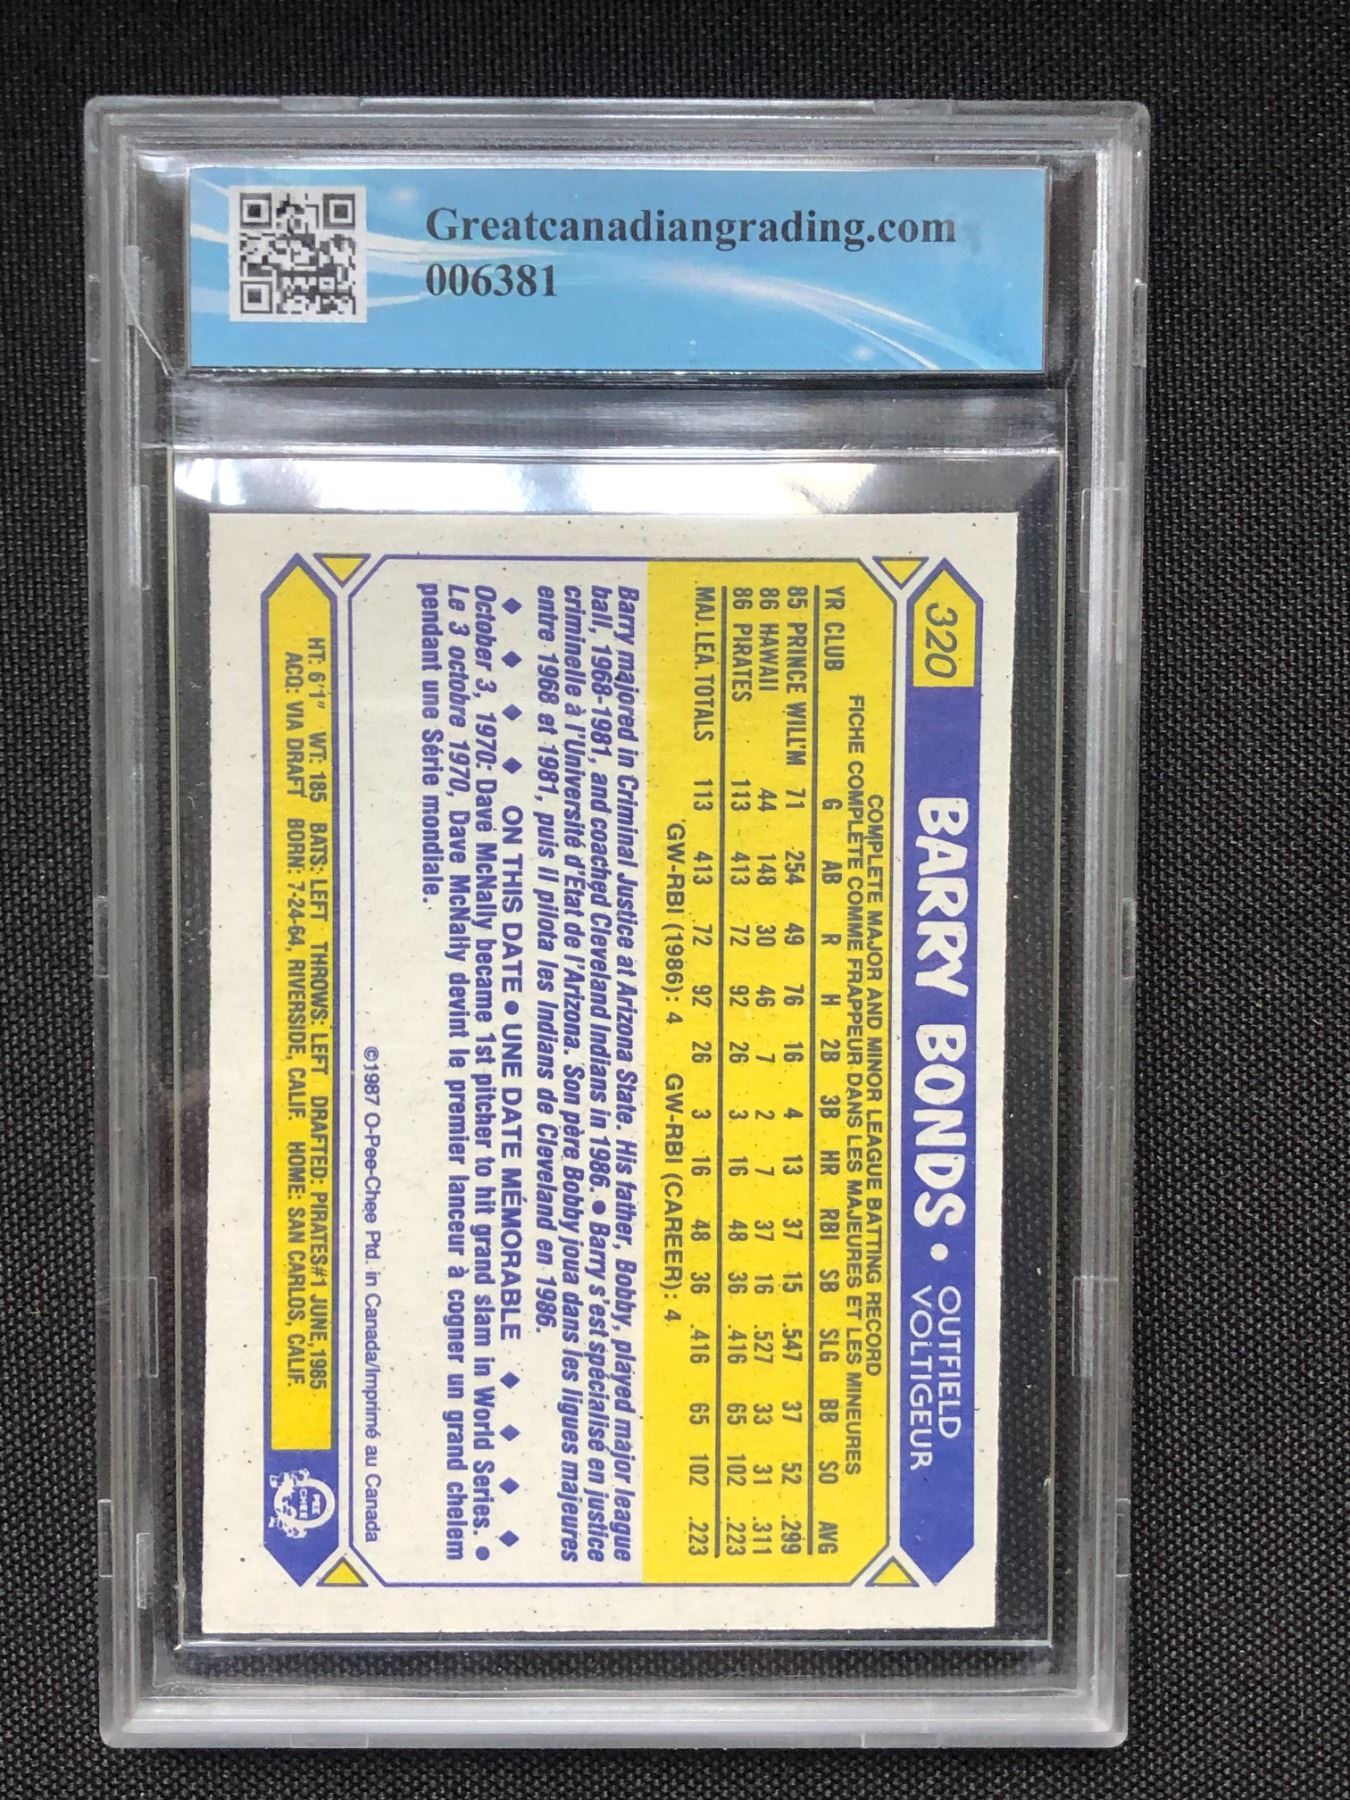 Greatcanadiangrading.com
006381
320 BARRY BONDS • OUTFIELD
VOLTIGEUR
COMPLETE MAJOR AND MINOR LEAGUE BATTING RECORD
FICHE COMPLÈTE COMME FRAPPEUR DANS LES MAJEURES ET LES MINEURES
YR CLUB G AB R H 2B 3B HR RBI SB SLG BB SO AVG
85 PRINCE WILL'M 71 254 49 76 16 4 13 37 15 .547 37 52 .299
86 HAWAII 44 148 30 46 7 2 7 37 16 .527 33 31 .311
86 PIRATES 113 413 72 92 26 3 16 48 36 .416 65 102 .223
MAJ LEA. TOTALS 113 413 72 92 26 3 16 48 36 .416 65 102 .223
GW-RBI (1986): 4 GW-RBI (CAREER): 4
Barry majored in Criminal Justice at Arizona State. His father, Bobby, played major league
ball, 1968-1981, and coached Cleveland Indians in 1986. • Barry s'est spécialisé en justice
criminelle à l'Université d'Etat de l'Arizona. Son père Bobby joua dans les ligues majeures
entre 1968 et 1981, puis il pilota les Indians de Cleveland en 1986.
◆ ◆ ◆ ◆ ON THIS DATE • UNE DATE MÉMORABLE ◆ ◆ ◆ ◆
October 3, 1970: Dave McNally became 1st pitcher to hit grand slam in World Series. •
Le 3 octobre 1970, Dave McNally devint le premier lanceur à cogner un grand chelem
pendant une Série mondiale.
©1987 O-Pee-Chee Ptd. in Canada/Imprimé au Canada
HT: 6'1" WT: 185 BATS: LEFT THROWS: LEFT DRAFTED: PIRATES#1 JUNE, 1985
ACQ: VIA DRAFT BORN: 7-24-64, RIVERSIDE, CALIF. HOME: SAN CARLOS, CALIF.
PEE
CHEE